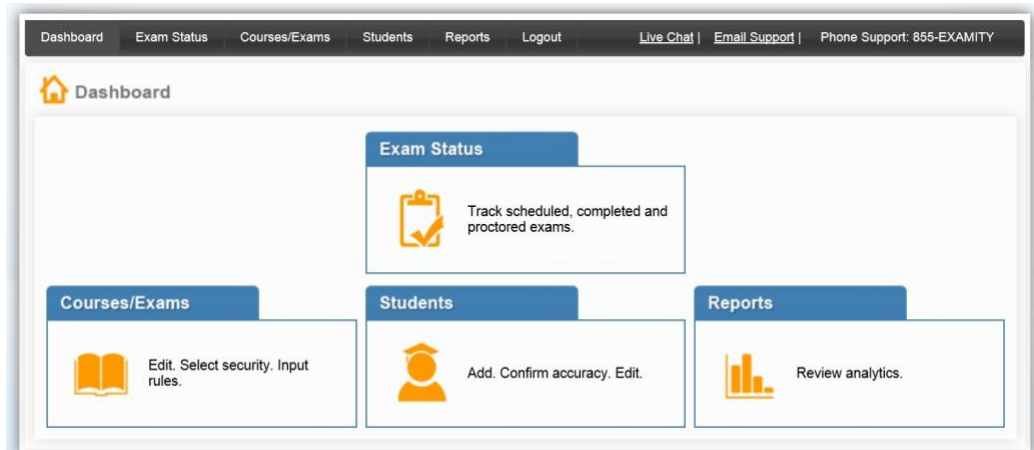 Dashboard Exam Status Courses/Exams Students Reports Logout Live Chat | Email Support | Phone Support: 855-EXAMITY
Dashboard
Exam Status
Track scheduled, completed and
proctored exams.
Courses/Exams
Edit. Select security. Input
rules.
Students
Add. Confirm accuracy. Edit.
Reports
Review analytics.